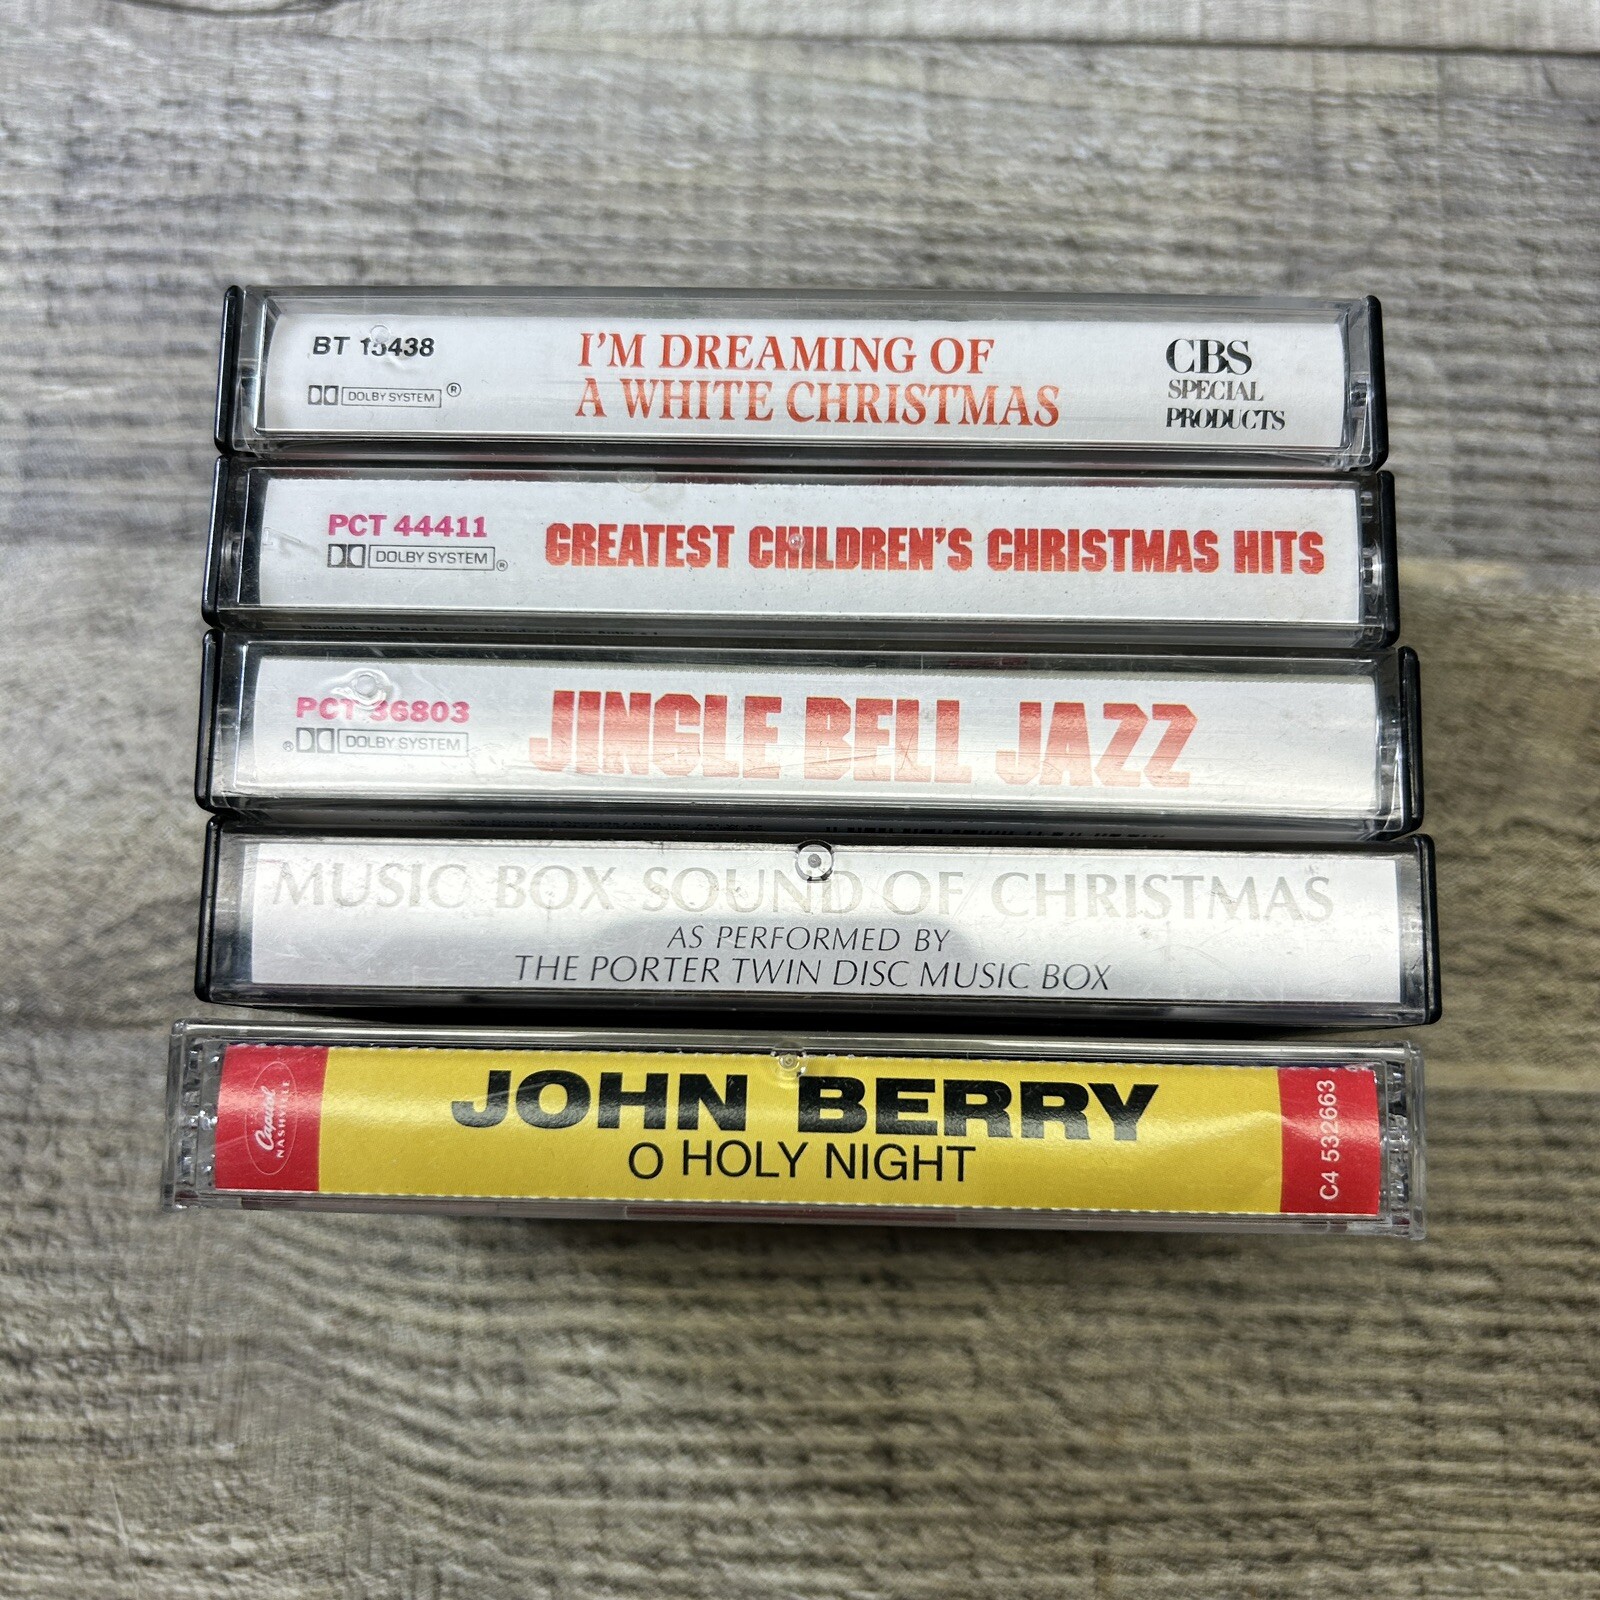 BT 15438
DOLBY SYSTEM ®
I'M DREAMING OF
A WHITE CHRISTMAS
CBS
SPECIAL
PRODUCTS
PCT 44411
DOLBY SYSTEM ®
GREATEST CHILDREN'S CHRISTMAS HITS
PCT 36803
® DOLBY SYSTEM
JINGLE BELL JAZZ
MUSIC BOX SOUND OF CHRISTMAS
AS PERFORMED BY
THE PORTER TWIN DISC MUSIC BOX
Capitol
NASHVILLE
JOHN BERRY
O HOLY NIGHT
C4 532663